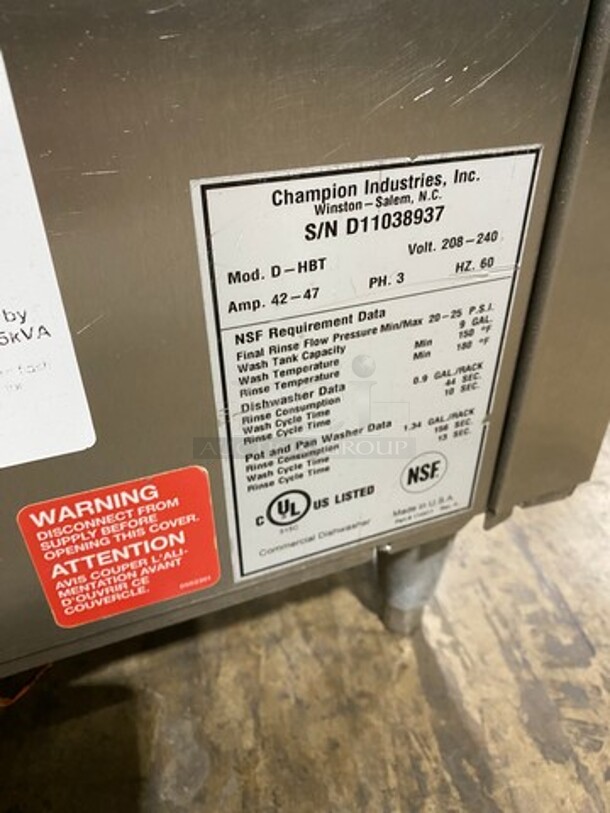 Champion Industries, Inc.
Winston-Salem, N.C.
S/N D11038937
Mod. D-HBT Volt. 208-240
Amp. 42-47 PH. 3 HZ. 60
NSF Requirement Data
Final Rinse Flow Pressure Min/Max 20-25 P.S.I.
Wash Tank Capacity 9 GAL.
Wash Temperature Min 150 °F
Rinse Temperature Min 180 °F
Dishwasher Data
Rinse Consumption 0.9 GAL./RACK
Wash Cycle Time 44 SEC.
Rinse Cycle Time 10 SEC.
Pot and Pan Washer Data
Rinse Consumption 1.34 GAL./RACK
Wash Cycle Time 156 SEC.
Rinse Cycle Time 13 SEC.
C UL US LISTED
NSF
Commercial Dishwasher
Made in U.S.A.
by
5kVA
WARNING
DISCONNECT FROM
SUPPLY BEFORE
OPENING THIS COVER.
ATTENTION
AVIS COUPER L'ALI-
MENTATION AVANT
D'OUVRIR CE
COUVERCLE.